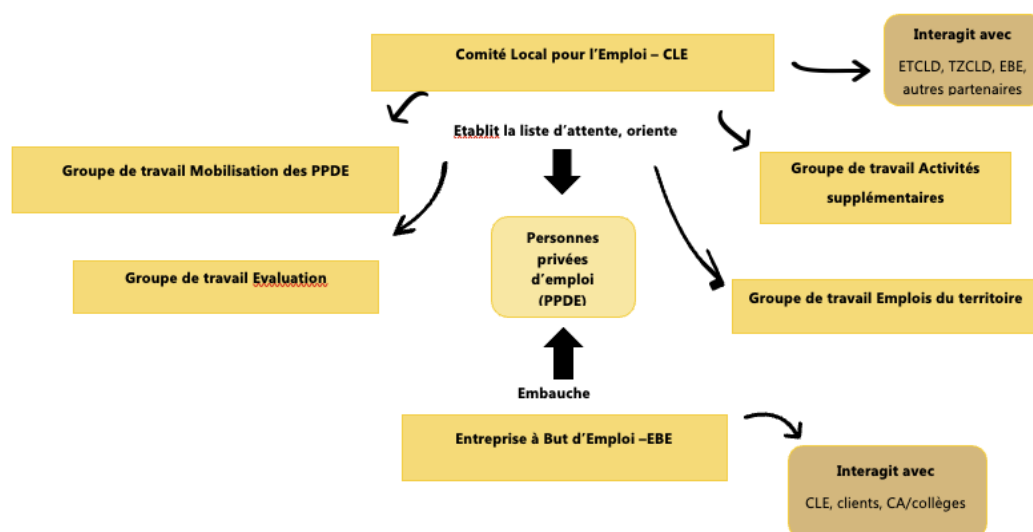 Comité Local pour l’Emploi – CLE
Interagit avec
ETCLD, TZCLD, EBE,
autres partenaires
Etablit la liste d’attente, oriente
Groupe de travail Mobilisation des PPDE
Groupe de travail Activités
supplémentaires
Personnes
privées
d’emploi
(PPDE)
Groupe de travail Evaluation
Groupe de travail Emplois du territoire
Embauche
Entreprise à But d’Emploi –EBE
Interagit avec
CLE, clients, CA/collèges